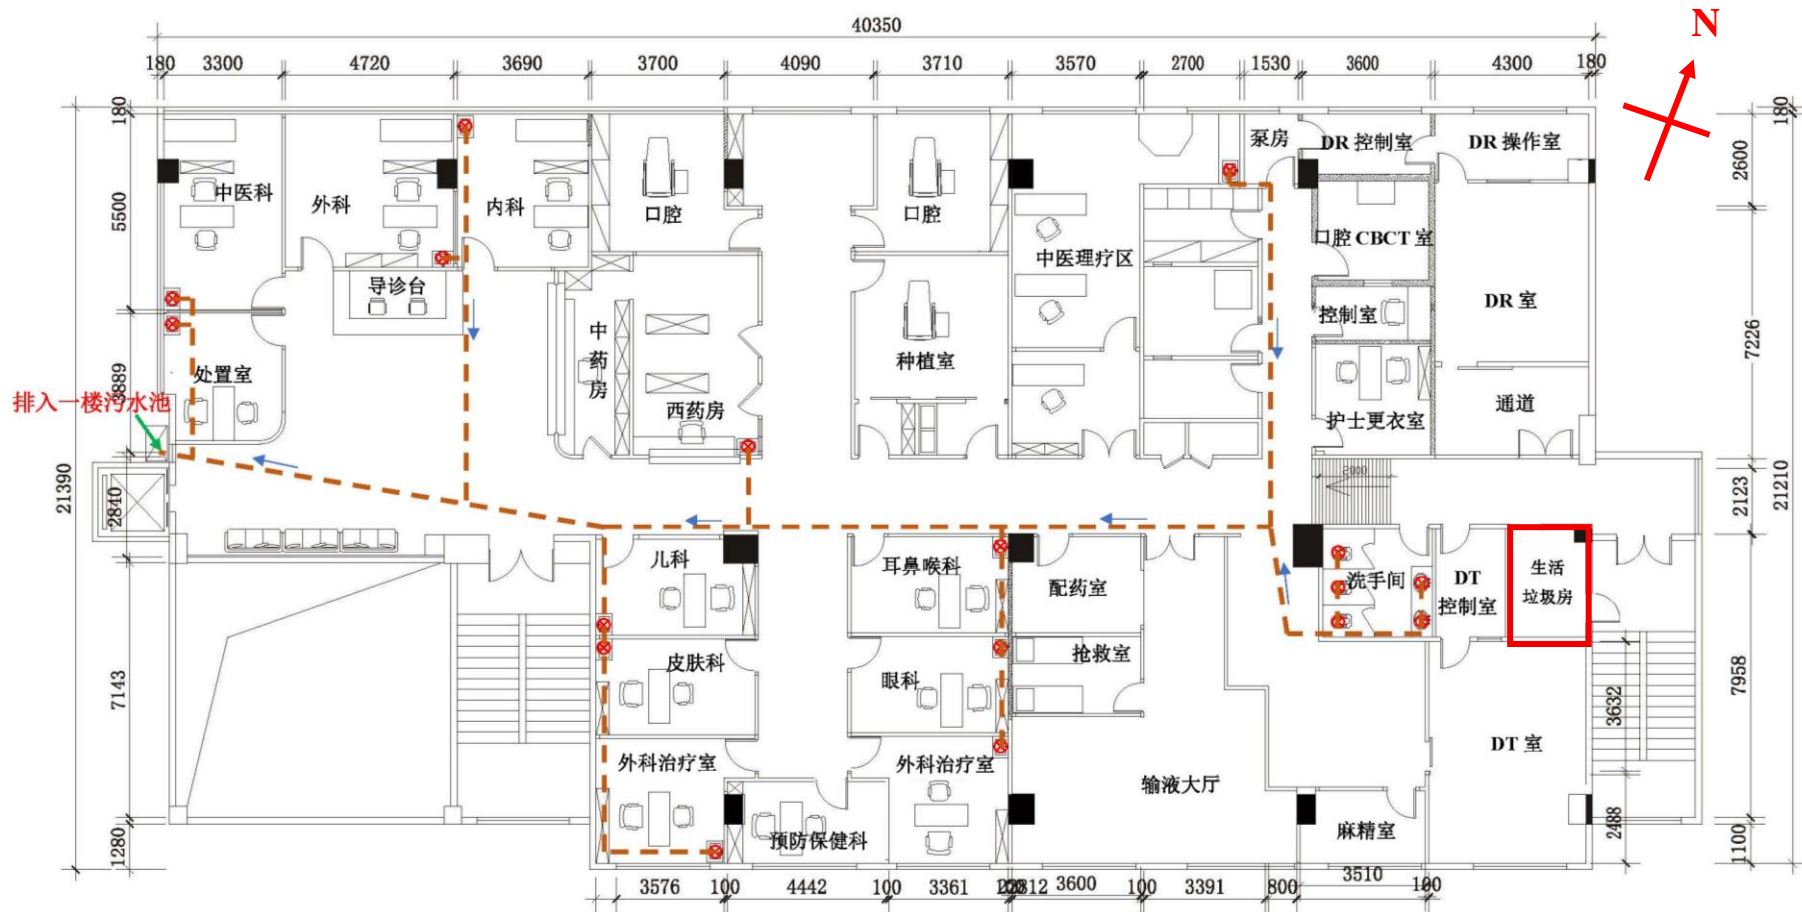 N
40350
180 3300 4720 3690 3700 4090 3710 3570 2700 1530 3600 4300 180
180
5500
3889
2840
21390
7143
1280
180
2600
7226
2123
21210
7958
1100
3632
2488
中医科
外科
内科
口腔
口腔
泵房
DR 控制室
DR 操作室
导诊台
中医理疗区
口腔 CBCT 室
DR 室
控制室
中药房
种植室
处置室
西药房
护士更衣室
通道
排入一楼污水池
2000
儿科
耳鼻喉科
配药室
洗手间
DT
控制室
生活
垃圾房
皮肤科
眼科
抢救室
外科治疗室
外科治疗室
输液大厅
DT 室
预防保健科
麻精室
3576 100 4442 100 3361 3600 100 3391 800 3510